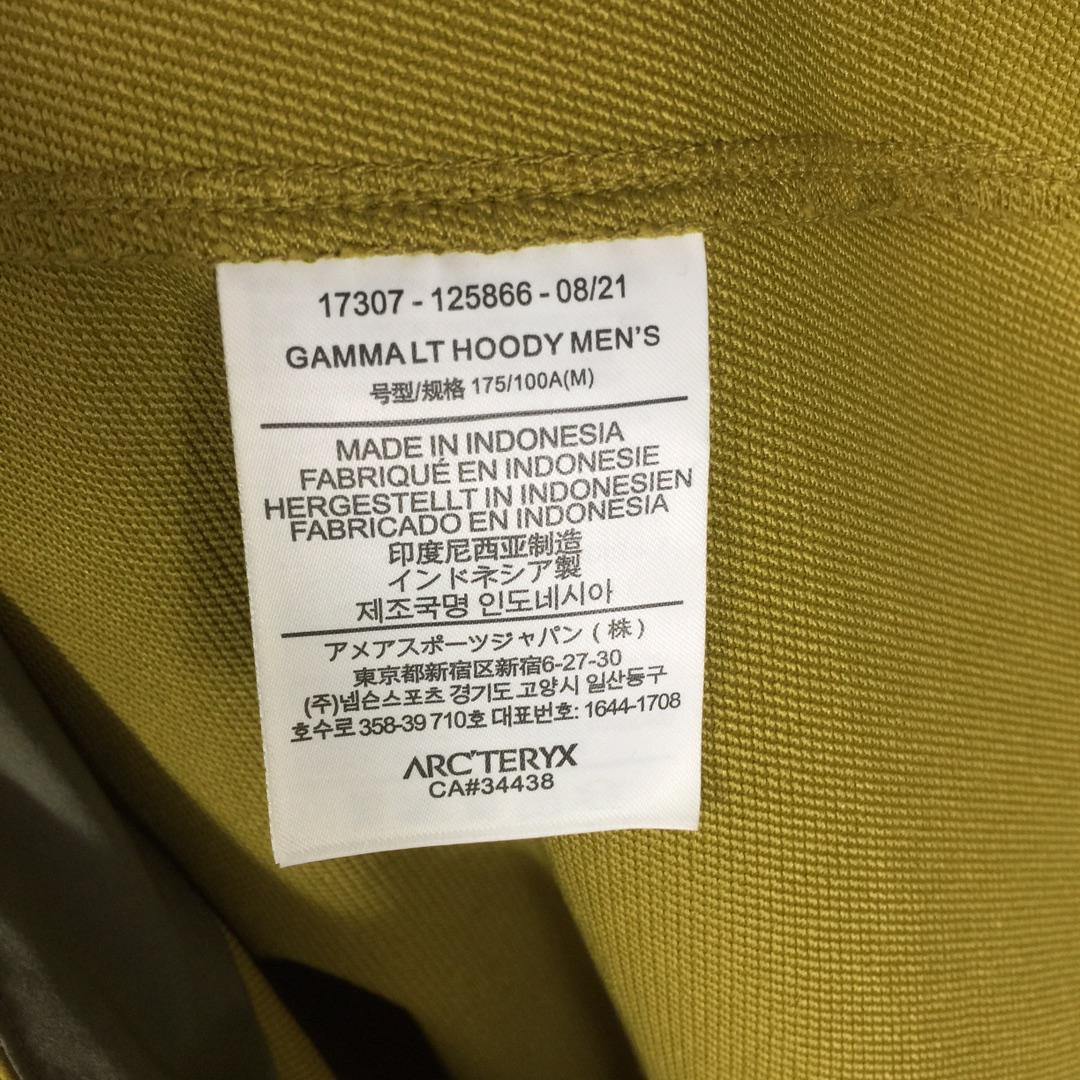 17307 - 125866 - 08/21
GAMMA LT HOODY MEN'S
号型/规格 175/100A(M)
MADE IN INDONESIA
FABRIQUÉ EN INDONESIE
HERGESTELLT IN INDONESIEN
FABRICADO EN INDONESIA
印度尼西亚制造
インドネシア製
제조국명 인도네시아
アメアスポーツジャパン（株）
東京都新宿区新宿6-27-30
(주)넬슨스포츠 경기도 고양시 일산동구
호수로 358-39 710호 대표번호: 1644-1708
ARC'TERYX
CA#34438